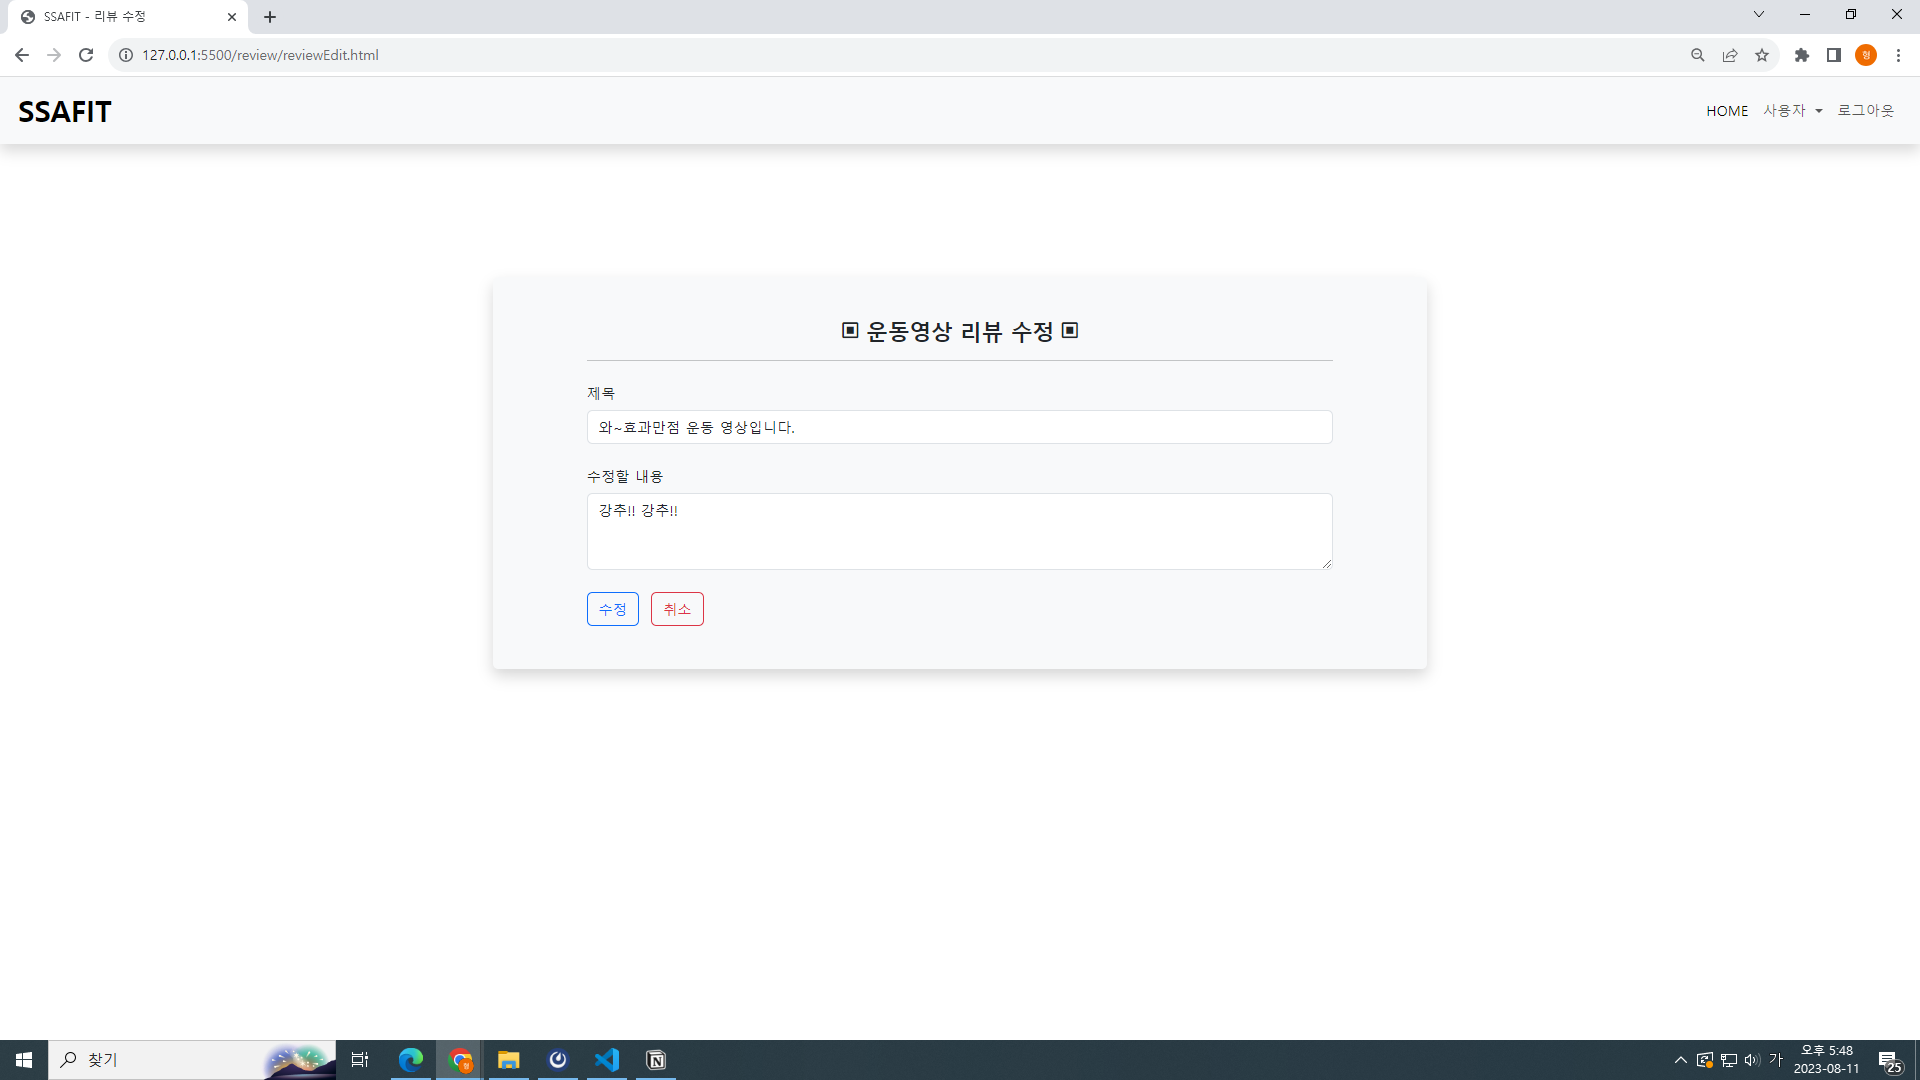 SSAFIT - 리뷰 수정
127.0.0.1:5500/review/reviewEdit.html
형
SSAFIT
HOME 사용자 로그아웃
▣ 운동영상 리뷰 수정 ▣
제목
와~효과만점 운동 영상입니다.
수정할 내용
강추!! 강추!!
수정 취소
찾기
형
가
오후 5:48
2023-08-11
25